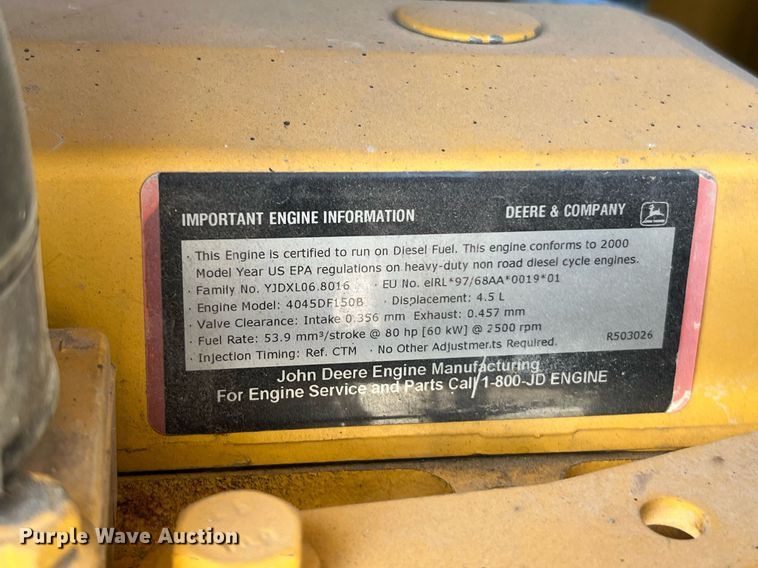 IMPORTANT ENGINE INFORMATION DEERE & COMPANY
· This Engine is certified to run on Diesel Fuel. This engine conforms to 2000
Model Year US EPA regulations on heavy-duty non road diesel cycle engines.
· Family No. YJDXL06.8016 · EU No. eIRL*97/68AA*0019*01
· Engine Model: 4045DF150B · Displacement: 4.5 L
· Valve Clearance: Intake 0.356 mm Exhaust: 0.457 mm
· Fuel Rate: 53.9 mm³/stroke @ 80 hp [60 kW] @ 2500 rpm
· Injection Timing: Ref. CTM · No Other Adjustments Required. R503026
John Deere Engine Manufacturing
For Engine Service and Parts Call 1-800-JD ENGINE
Purple Wave Auction